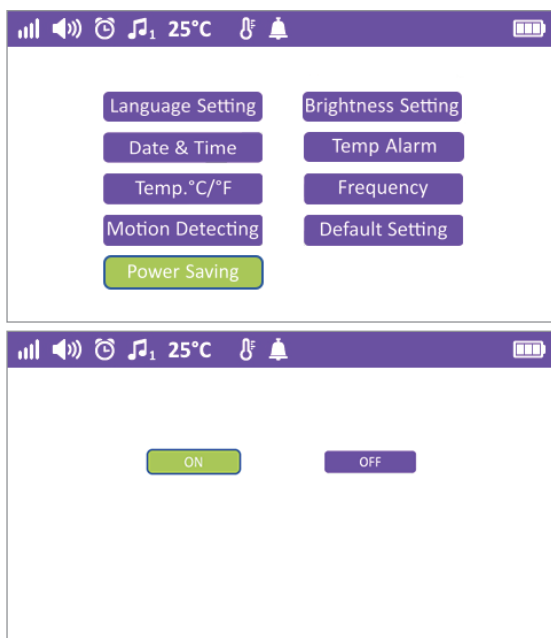 25°C
Language Setting Brightness Setting
Date & Time Temp Alarm
Temp.°C/°F Frequency
Motion Detecting Default Setting
Power Saving
25°C
ON OFF